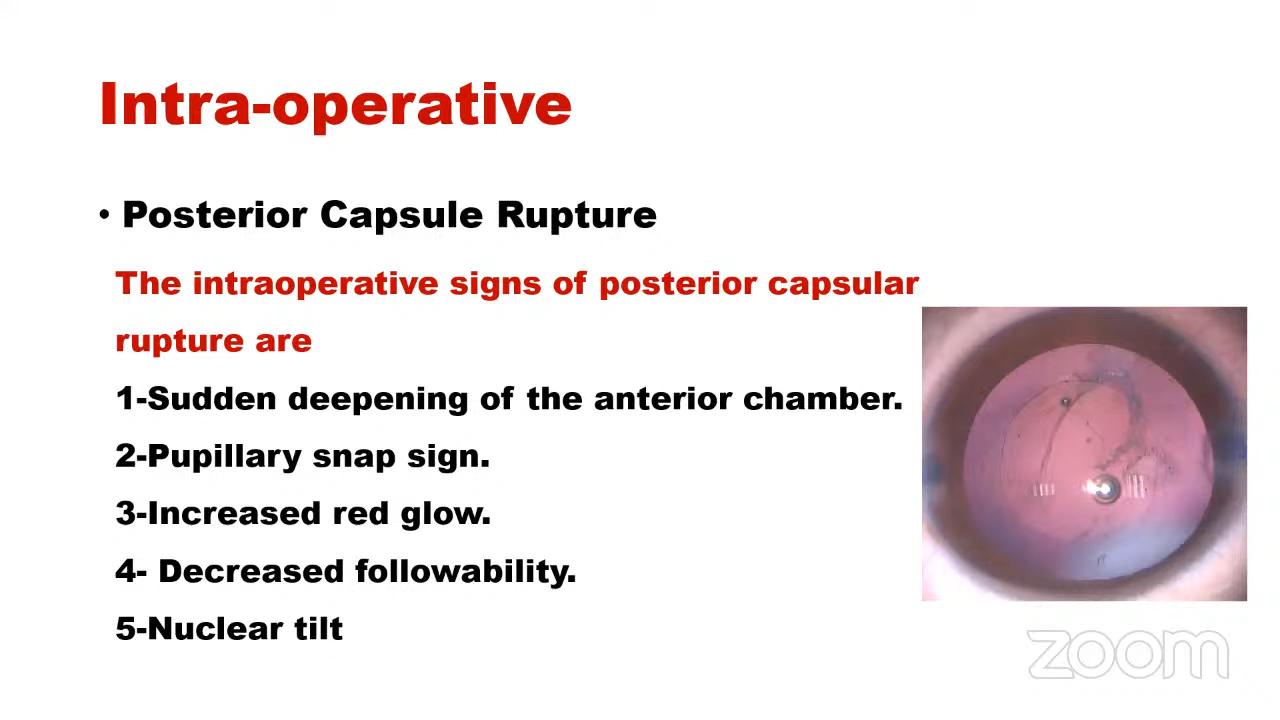 Intra-operative
• Posterior Capsule Rupture
The intraoperative signs of posterior capsular
rupture are
1-Sudden deepening of the anterior chamber.
2-Pupillary snap sign.
3-Increased red glow.
4- Decreased followability.
5-Nuclear tilt
zoom